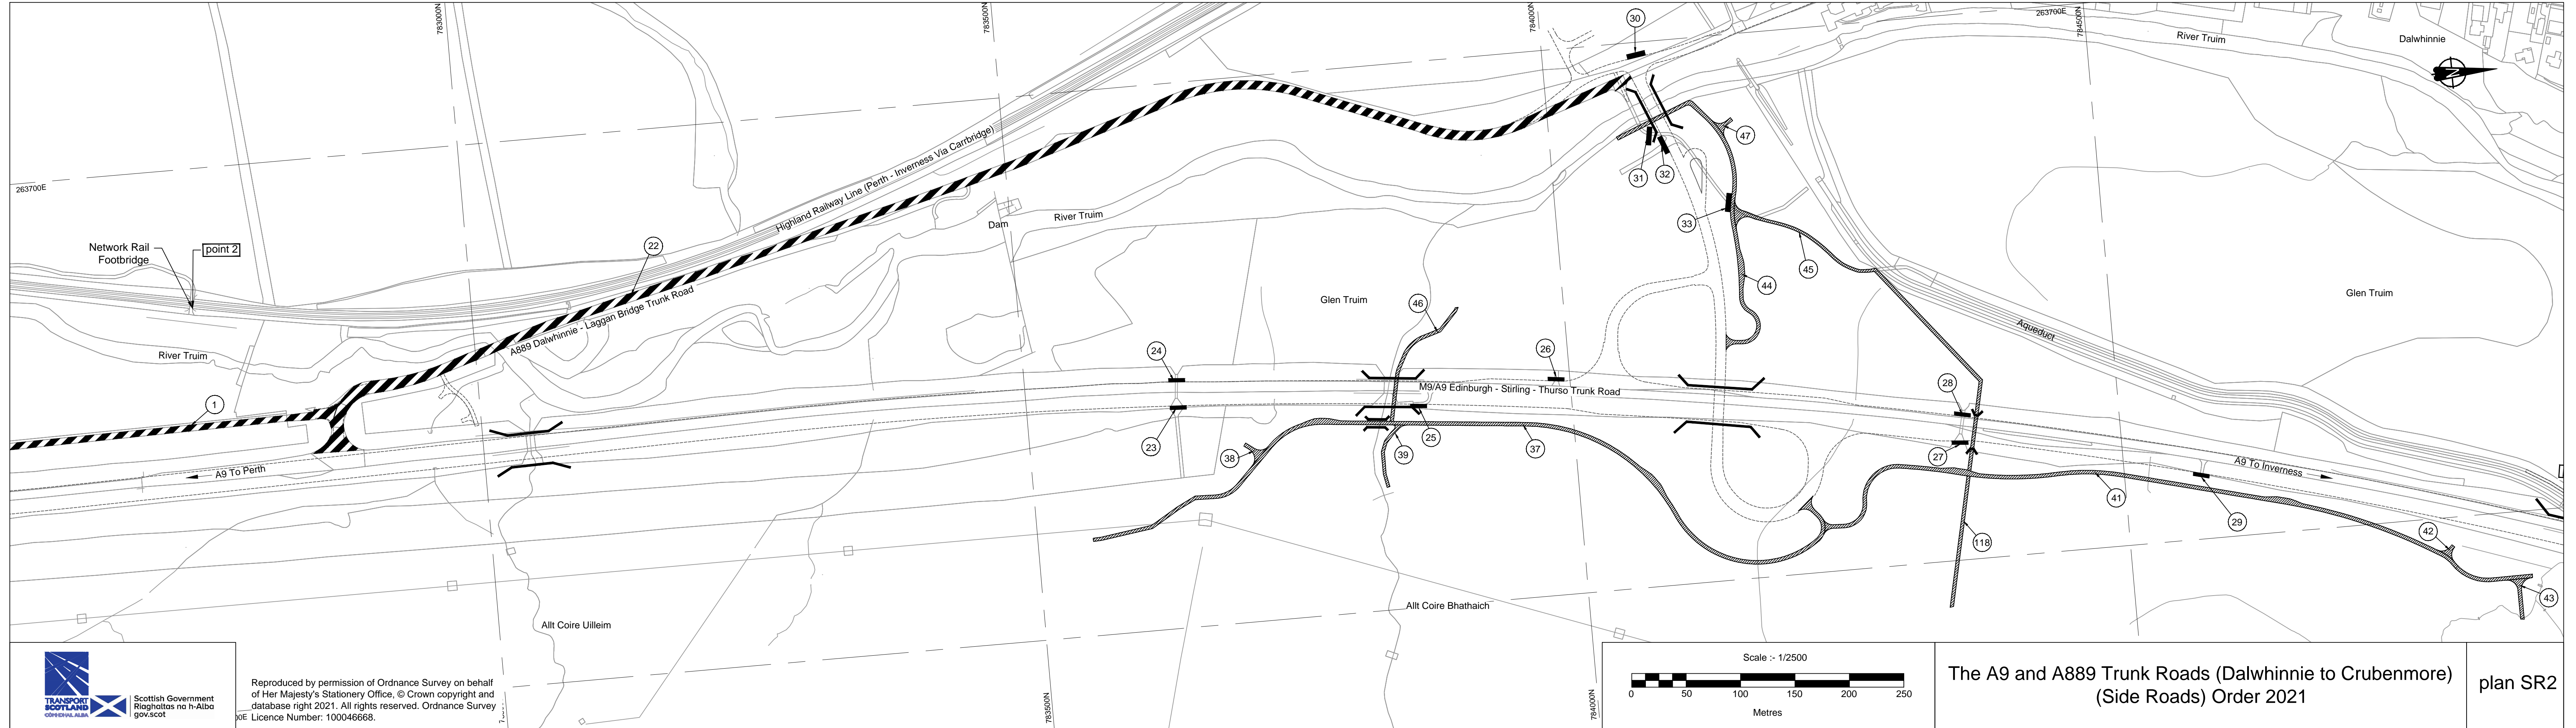 783000N
783500N
784000N
263700E
784500N
River Truim
Dalwhinnie
N
30
47
31
32
33
45
44
263700E
Network Rail
Footbridge
point 2
22
Highland Railway Line (Perth - Inverness Via Carrbridge)
A889 Dalwhinnie - Laggan Bridge Trunk Road
Dam
River Truim
Glen Truim
Glen Truim
Aqueduct
River Truim
1
A9 To Perth
24
23
46
26
M9/A9 Edinburgh - Stirling - Thurso Trunk Road
25
39
38
37
28
27
41
A9 To Inverness
29
118
42
43
Allt Coire Uilleim
Allt Coire Bhathaich
783500N
784000N
TRANSPORT
SCOTLAND
CÒMHDHAIL ALBA
Scottish Government
Riaghaltas na h-Alba
gov.scot
Reproduced by permission of Ordnance Survey on behalf
of Her Majesty's Stationery Office, © Crown copyright and
database right 2021. All rights reserved. Ordnance Survey
Licence Number: 100046668.
Scale :- 1/2500
0 50 100 150 200 250
Metres
The A9 and A889 Trunk Roads (Dalwhinnie to Crubenmore)
(Side Roads) Order 2021
plan SR2